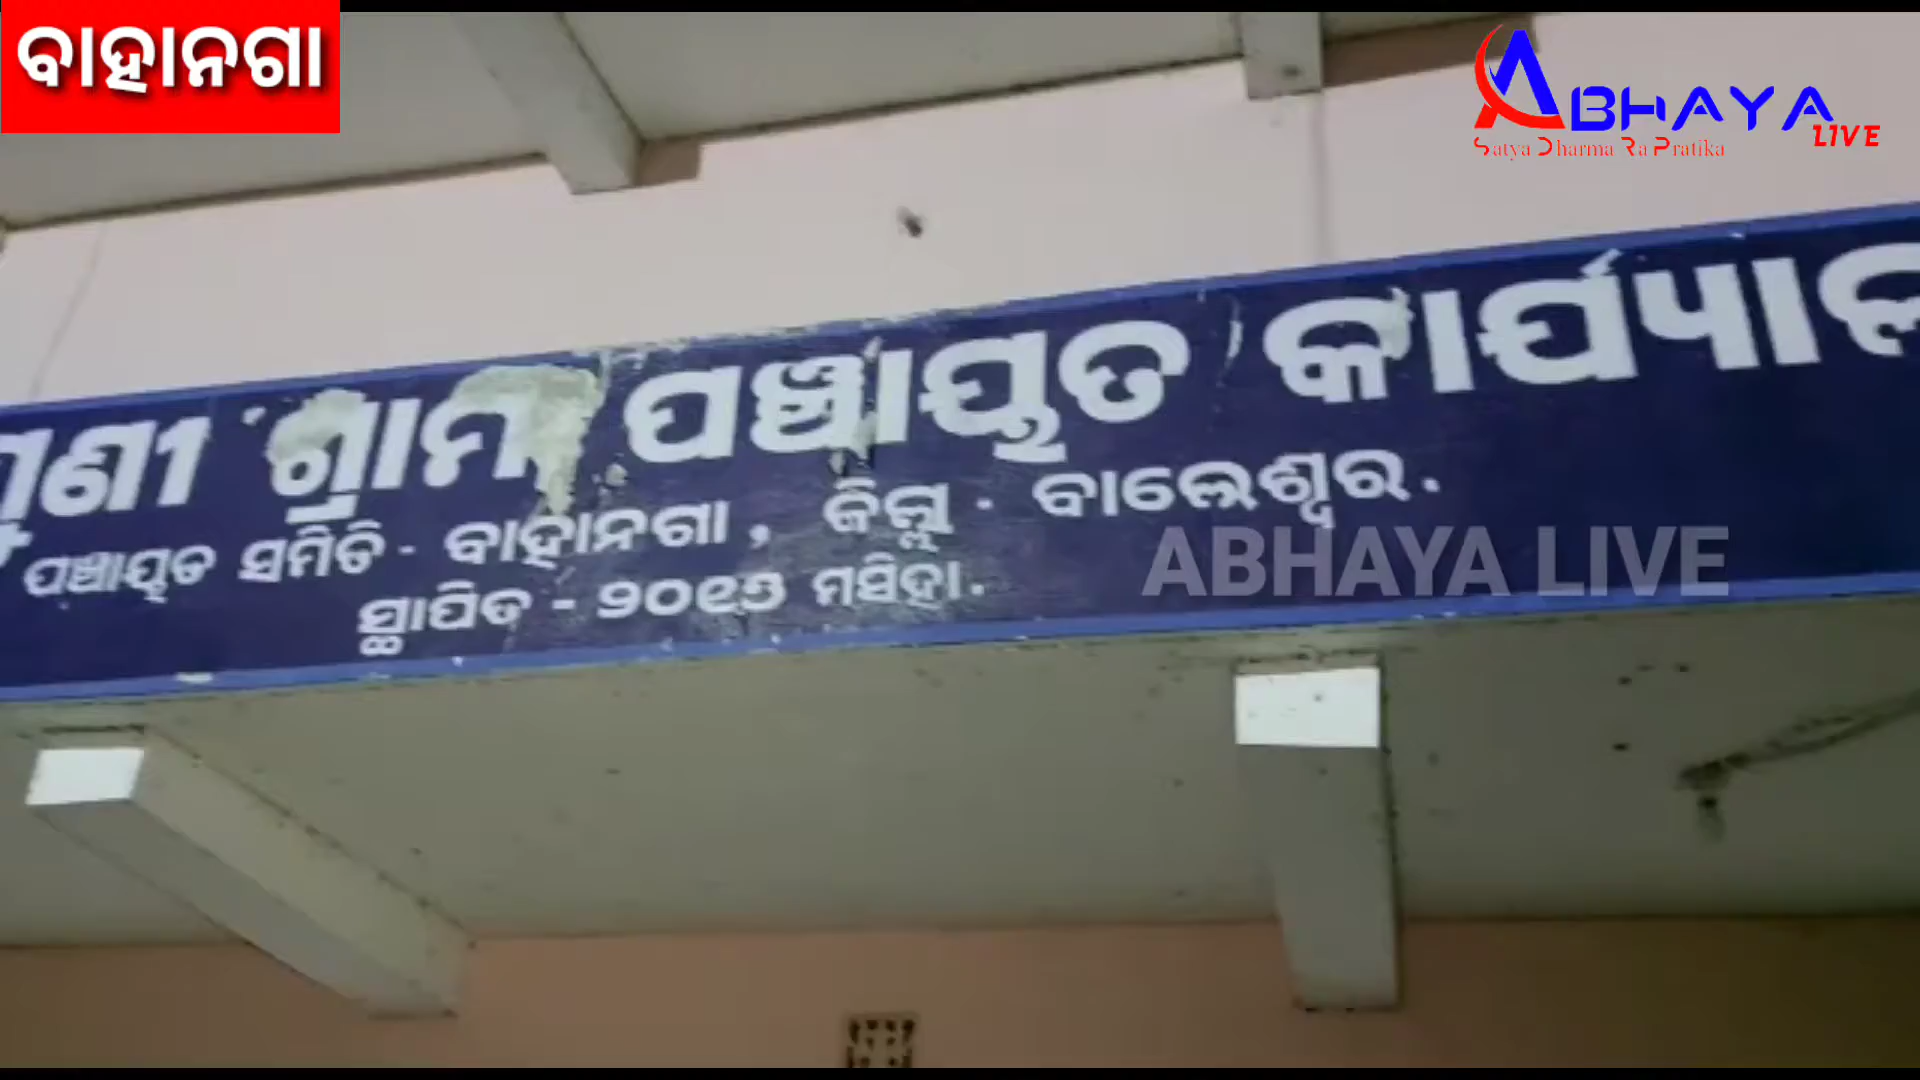 ବାହାନଗା
ABHAYA
LIVE
Satya Dharma Ra Pratika
ଗ୍ରାମ ପଞ୍ଚାୟତ
ପଞ୍ଚାୟତ ସମିତି - ବାହାନଗା, ଜିଲ୍ଲା - ବାଲେଶ୍ୱର.
ସ୍ଥାପିତ - ୨୦୧୬ ମସିହା.
ABHAYA LIVE